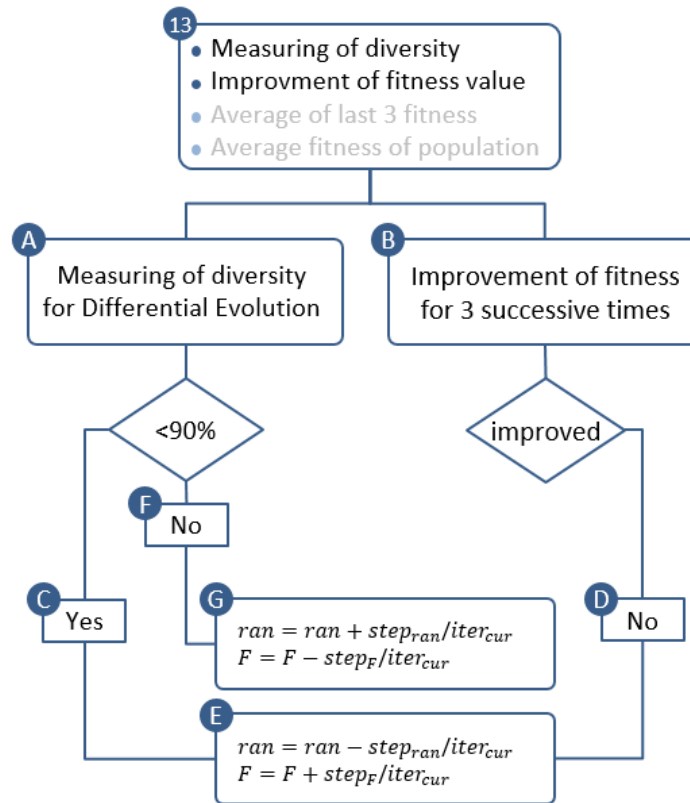 13
• Measuring of diversity
• Improvment of fitness value
• Average of last 3 fitness
• Average fitness of population
A
Measuring of diversity
for Differential Evolution
B
Improvement of fitness
for 3 successive times
<90%
improved
F
No
C
Yes
G
ran = ran + step_ran/iter_cur
F = F − step_F/iter_cur
D
No
E
ran = ran − step_ran/iter_cur
F = F + step_F/iter_cur